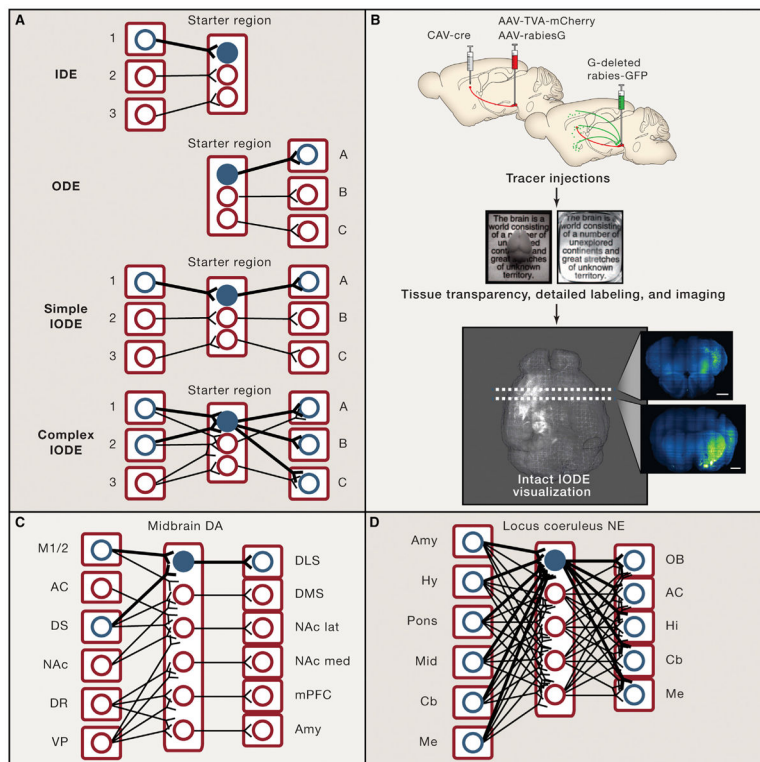 A
Starter region
1
IDE
2
3
Starter region
A
ODE
B
C
Starter region
1
A
Simple
IODE
2
B
3
C
Starter region
1
A
Complex
IODE
2
B
3
C
B
AAV-TVA-mCherry
CAV-cre
AAV-rabiesG
G-deleted
rabies-GFP
Tracer injections
The brain is a
world consisting
of a number of
unexplored
continents and
great stretches
of unknown
territory.
The brain is a
world consisting
of a number of
unexplored
continents and
great stretches
of unknown
territory.
Tissue transparency, detailed labeling, and imaging
Intact IODE
visualization
C
Midbrain DA
M1/2
AC
DS
NAc
DR
VP
DLS
DMS
NAc lat
NAc med
mPFC
Amy
D
Locus coeruleus NE
Amy
Hy
Pons
Mid
Cb
Me
OB
AC
Hi
Cb
Me